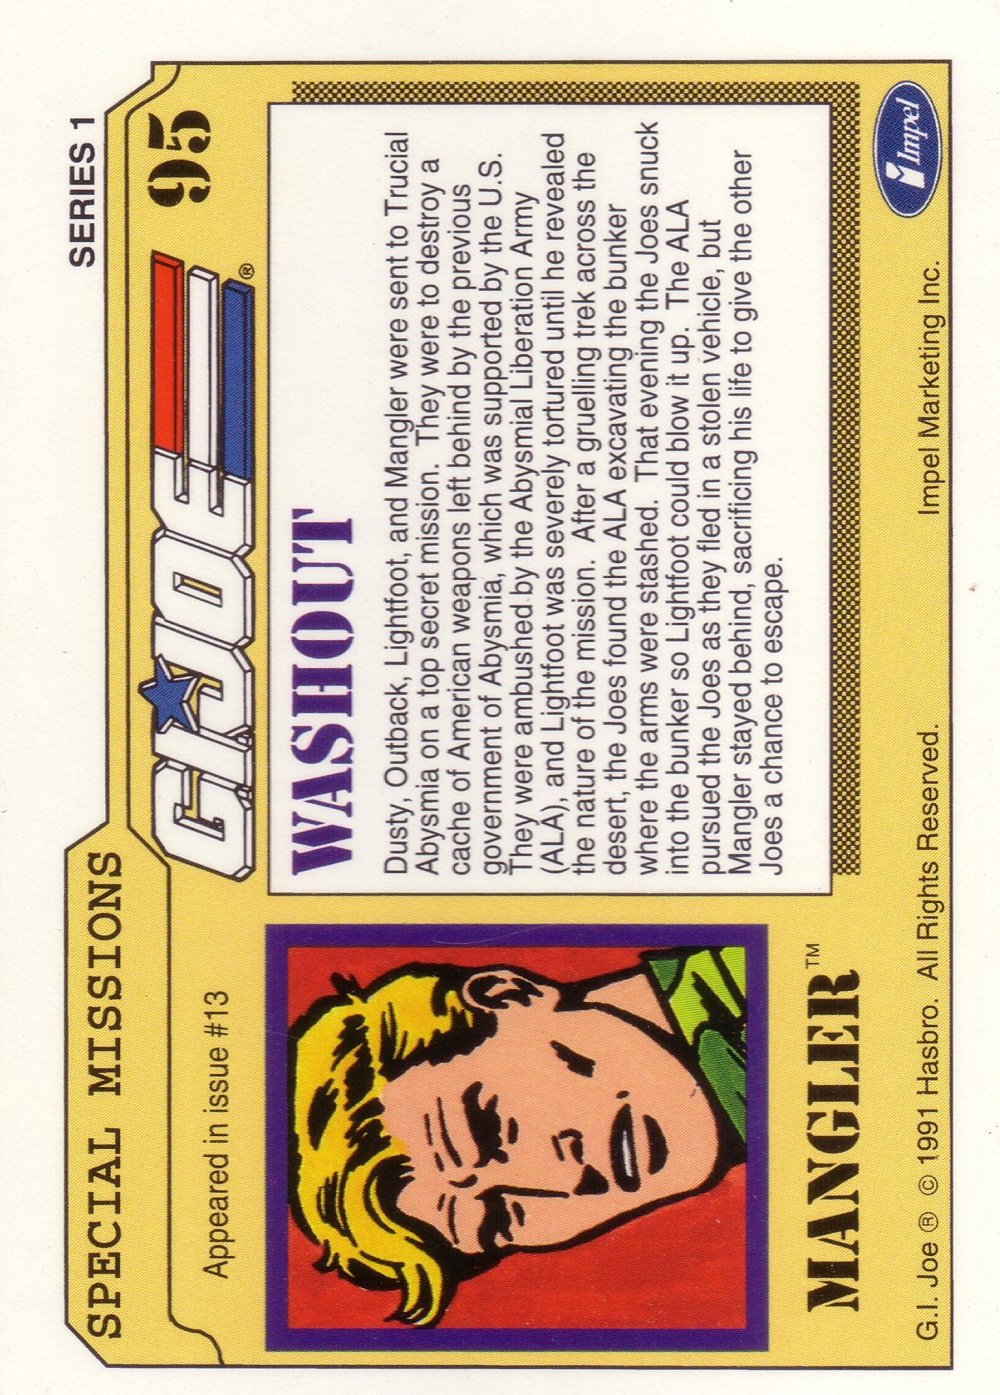 SPECIAL MISSIONS
SERIES 1
Appeared in issue #13
GI JOE ®
95
MANGLER™
WASHOUT
Dusty, Outback, Lightfoot, and Mangler were sent to Trucial
Abysmia on a top secret mission. They were to destroy a
cache of American weapons left behind by the previous
government of Abysmia, which was supported by the U.S.
They were ambushed by the Abysmial Liberation Army
(ALA), and Lightfoot was severely tortured until he revealed
the nature of the mission. After a gruelling trek across the
desert, the Joes found the ALA excavating the bunker
where the arms were stashed. That evening the Joes snuck
into the bunker so Lightfoot could blow it up. The ALA
pursued the Joes as they fled in a stolen vehicle, but
Mangler stayed behind, sacrificing his life to give the other
Joes a chance to escape.
G.I. Joe ® © 1991 Hasbro. All Rights Reserved.
Impel Marketing Inc.
Impel